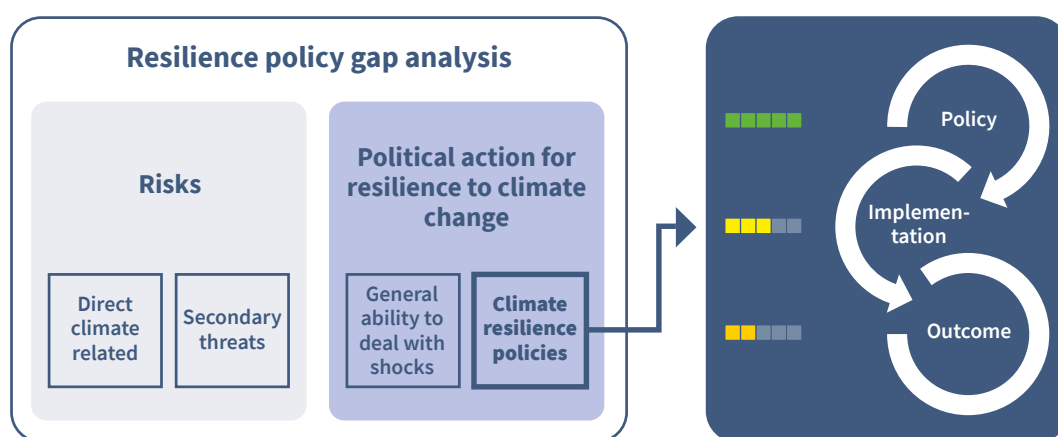 Resilience policy gap analysis
Risks
Direct
climate
related
Secondary
threats
Political action for
resilience to climate
change
General
ability to
deal with
shocks
Climate
resilience
policies
Policy
Implemen-
tation
Outcome